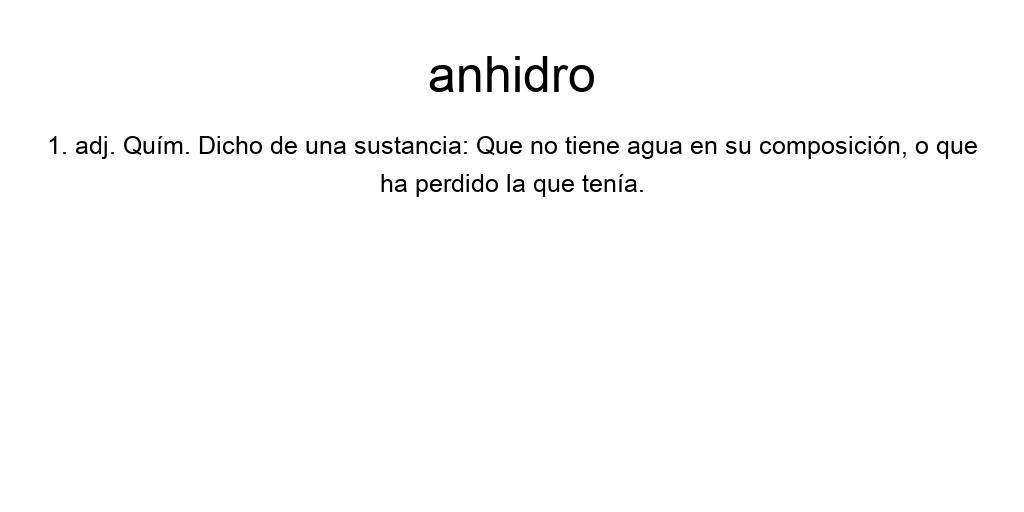 anhidro
1. adj. Quím. Dicho de una sustancia: Que no tiene agua en su composición, o que
ha perdido la que tenía.